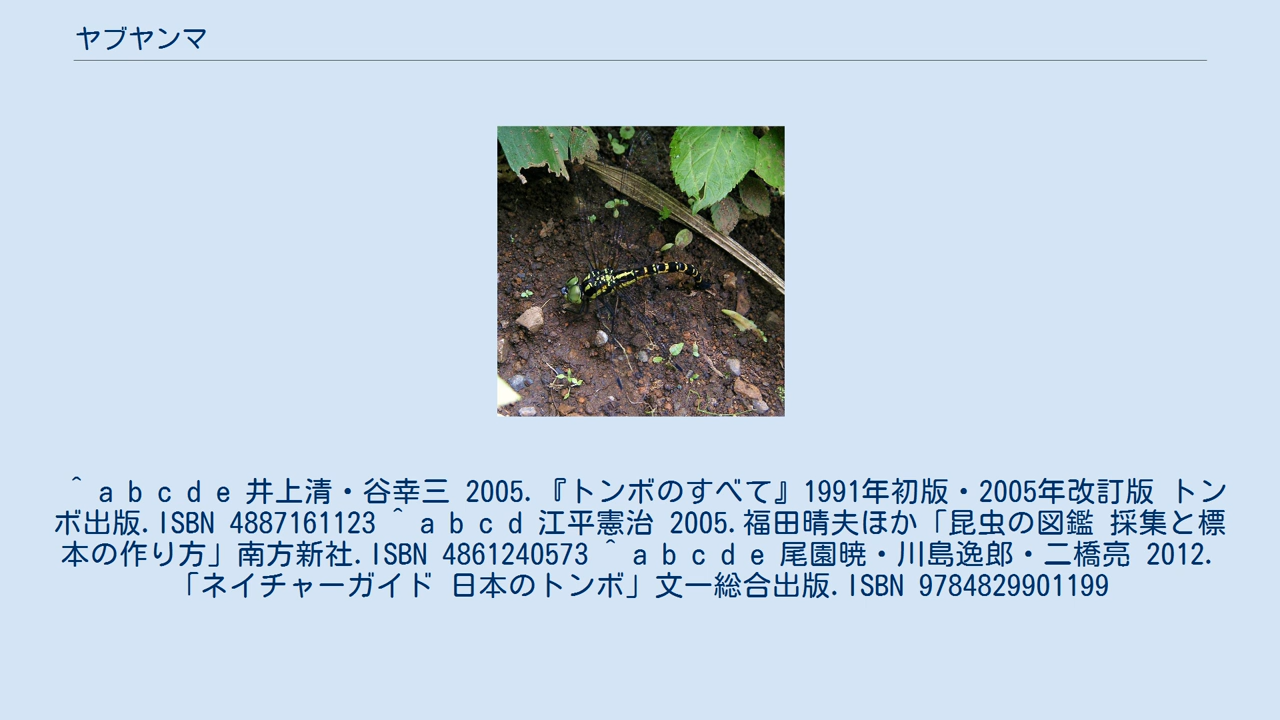 ヤブヤンマ
^ a b c d e 井上清・谷幸三 2005.『トンボのすべて』1991年初版・2005年改訂版 トン
ボ出版. ISBN 4887161123 ^ a b c d 江平憲治 2005. 福田晴夫ほか「昆虫の図鑑 採集と標
本の作り方」南方新社. ISBN 4861240573 ^ a b c d e 尾園暁・川島逸郎・二橋亮 2012.
「ネイチャーガイド 日本のトンボ」文一総合出版. ISBN 9784829901199